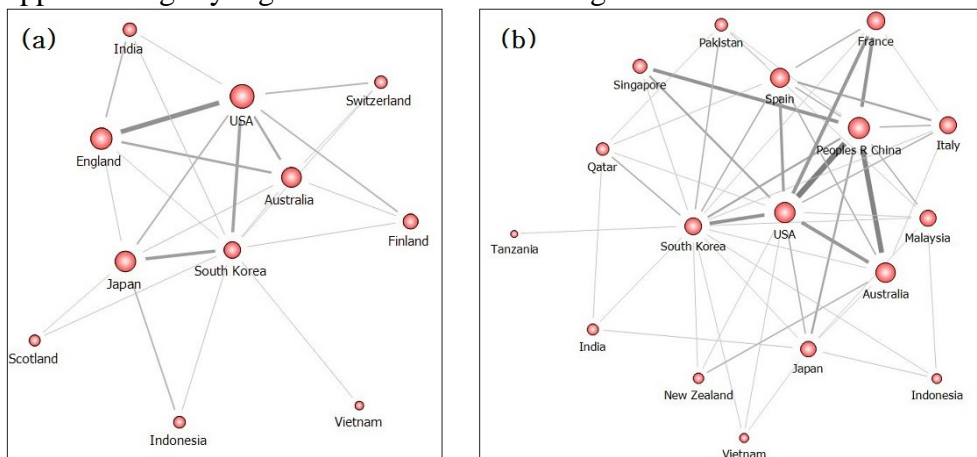 (a)
India
USA
Switzerland
England
Australia
Finland
South Korea
Japan
Scotland
Indonesia
Vietnam
(b)
France
Pakistan
Singapore
Spain
Peoples R China
Italy
Qatar
USA
South Korea
Malaysia
Tanzania
Australia
India
Japan
New Zealand
Indonesia
Vietnam